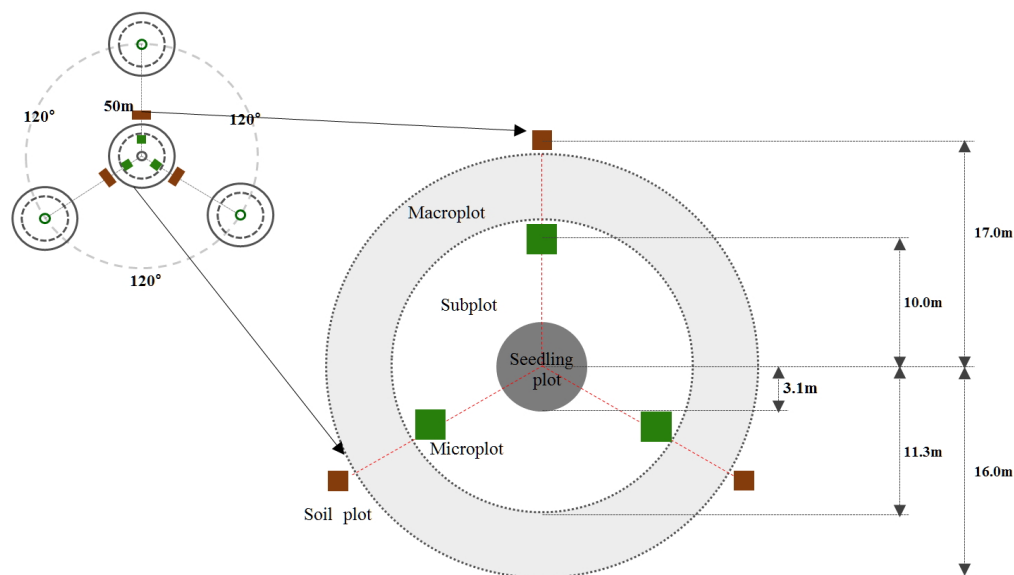 50m
120°
120°
120°
Macroplot
17.0m
Subplot
10.0m
Seedling
plot
3.1m
Microplot
11.3m
16.0m
Soil plot